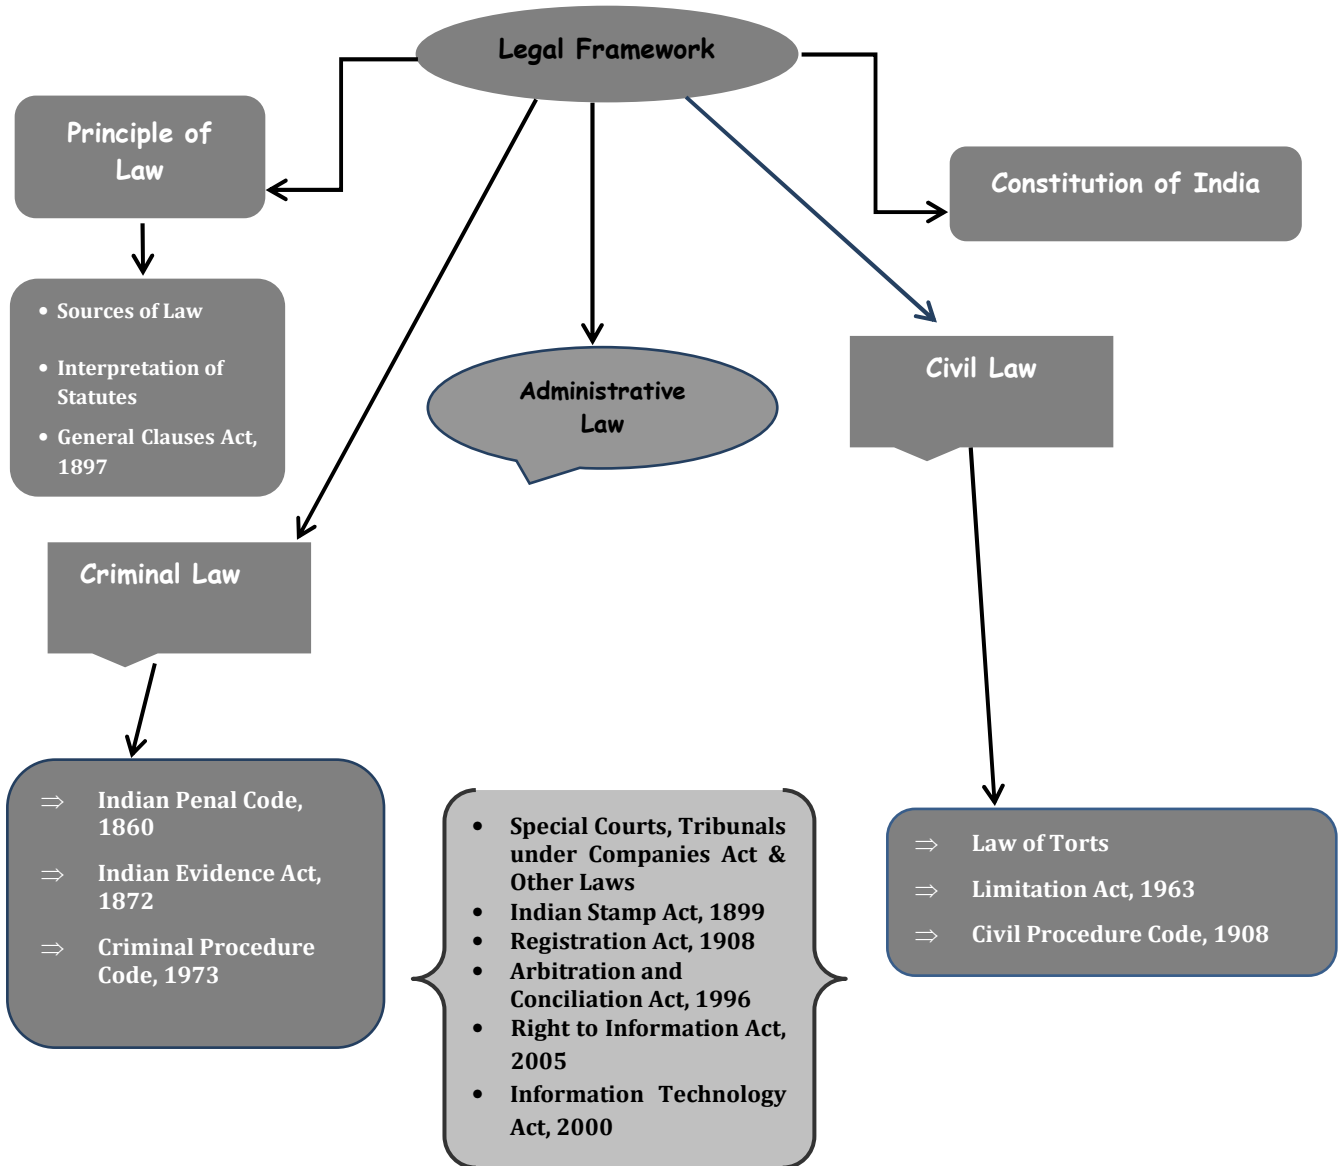 Legal Framework
Principle of
Law
Constitution of India
• Sources of Law
• Interpretation of
Statutes
• General Clauses Act,
1897
Administrative
Law
Civil Law
Criminal Law
⇒ Indian Penal Code,
1860
⇒ Indian Evidence Act,
1872
⇒ Criminal Procedure
Code, 1973
• Special Courts, Tribunals
under Companies Act &
Other Laws
• Indian Stamp Act, 1899
• Registration Act, 1908
• Arbitration and
Conciliation Act, 1996
• Right to Information Act,
2005
• Information Technology
Act, 2000
⇒ Law of Torts
⇒ Limitation Act, 1963
⇒ Civil Procedure Code, 1908